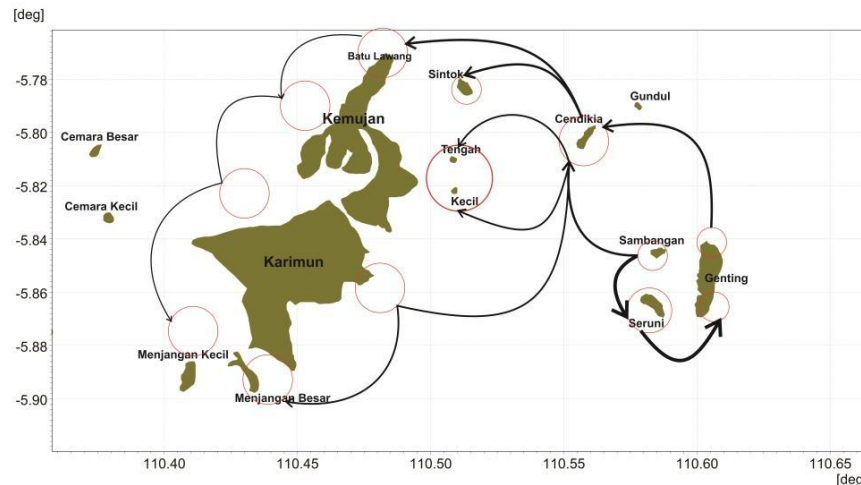 [deg]
Batu Lawang
-5.78
Sintok
Gundul
Kemujan
Cendikia
-5.80
Cemara Besar
Tengah
-5.82
Cemara Kecil
Kecil
-5.84
Sambangan
Karimun
Genting
-5.86
Seruni
-5.88
Menjangan Kecil
Menjangan Besar
-5.90
110.40 110.45 110.50 110.55 110.60 110.65
[deg